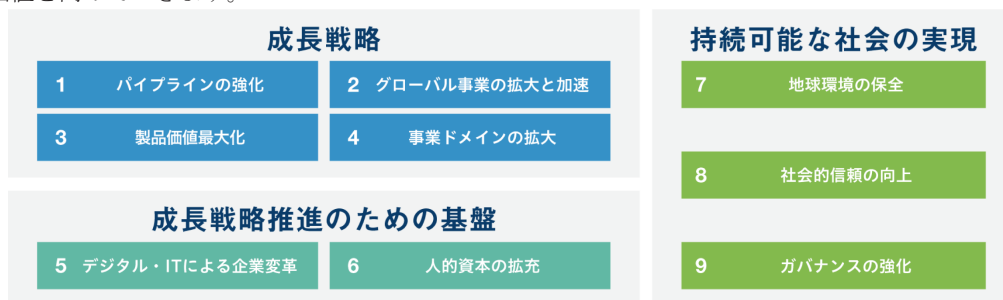 成長戦略
1 パイプラインの強化
2 グローバル事業の拡大と加速
3 製品価値最大化
4 事業ドメインの拡大
成長戦略推進のための基盤
5 デジタル・ITによる企業変革
6 人的資本の拡充
持続可能な社会の実現
7 地球環境の保全
8 社会的信頼の向上
9 ガバナンスの強化